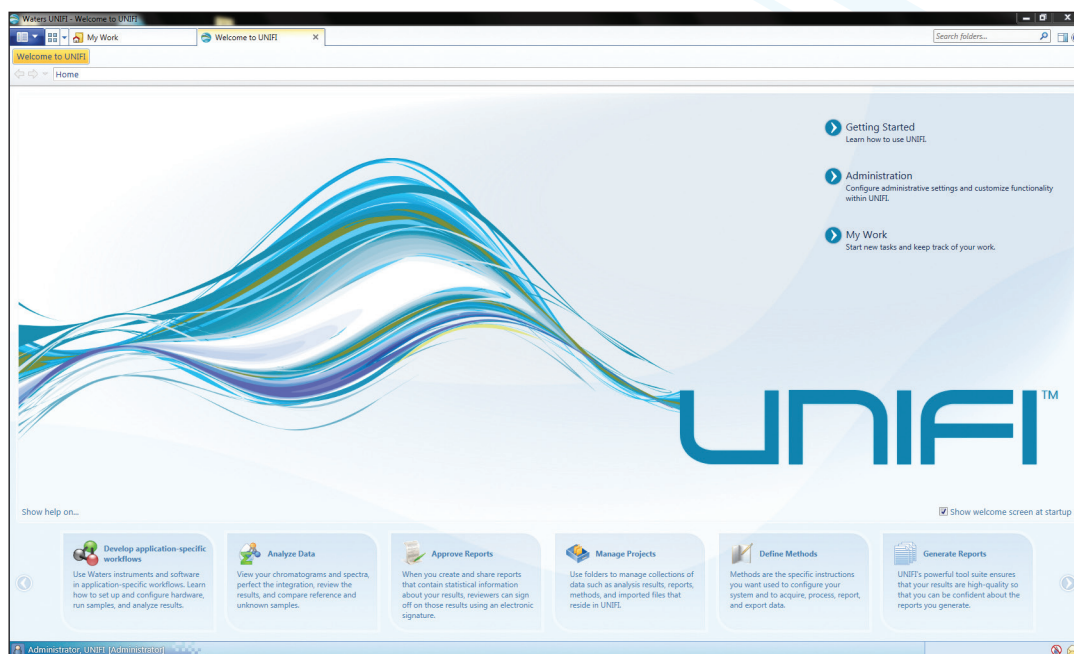 Waters UNIFI - Welcome to UNIFI
My Work
Welcome to UNIFI
Search folders...
Welcome to UNIFI
Home
Getting Started
Learn how to use UNIFI.
Administration
Configure administrative settings and customize functionality
within UNIFI.
My Work
Start new tasks and keep track of your work.
UNIFI™
Show help on...
Show welcome screen at startup
Develop application-specific
workflows
Use Waters instruments and software
in application-specific workflows. Learn
how to set up and configure hardware,
run samples, and analyze results.
Analyze Data
View your chromatograms and spectra,
perfect the integration, review the
results, and compare reference and
unknown samples.
Approve Reports
When you create and share reports
that contain statistical information
about your results, reviewers can sign
off on those results using an electronic
signature.
Manage Projects
Use folders to manage collections of
data such as analysis results, reports,
methods, and imported files that
reside in UNIFI.
Define Methods
Methods are the specific instructions
you want used to configure your
system and to acquire, process, report,
and export data.
Generate Reports
UNIFI's powerful tool suite ensures
that your results are high-quality so
that you can be confident about the
reports you generate.
Administrator, UNIFI [Administrator]